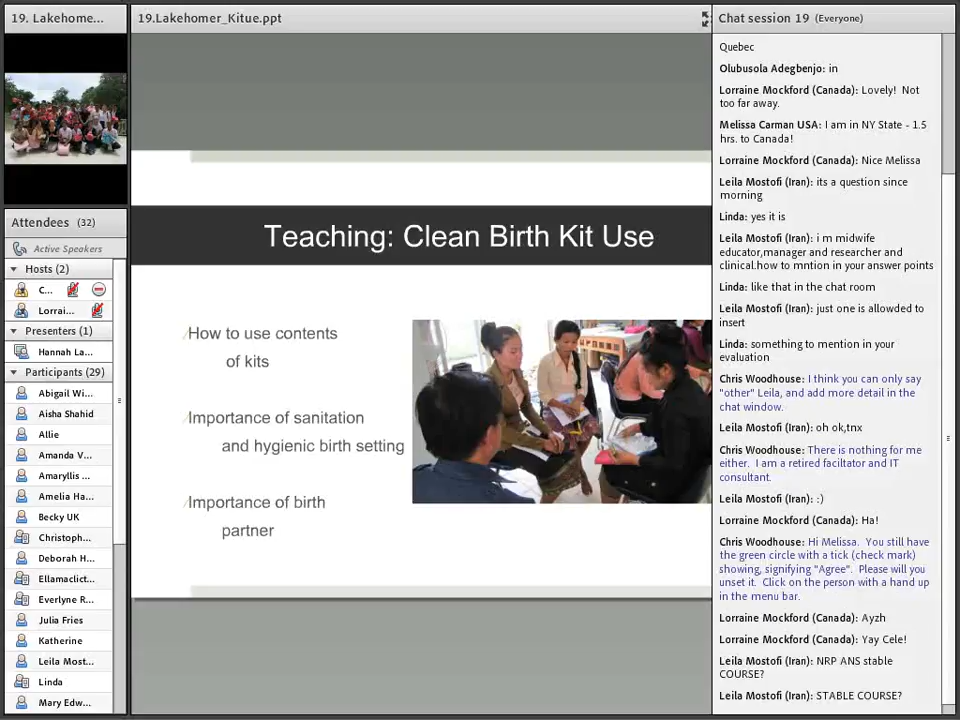 19. Lakehome...
19.Lakehomer_Kitue.ppt
Chat session 19 (Everyone)
Attendees (32)
Active Speakers
Hosts (2)
C...
Lorrai...
Presenters (1)
Hannah La...
Participants (29)
Abigail Wi...
Aisha Shahid
Allie
Amanda V...
Amaryllis ...
Amelia Ha...
Becky UK
Christoph...
Deborah H...
Ellamaclict...
Everlyne R...
Julia Fries
Katherine
Leila Most...
Linda
Mary Edw...
Teaching: Clean Birth Kit Use
How to use contents
of kits
Importance of sanitation
and hygienic birth setting
Importance of birth
partner
Quebec
Olubusola Adegbenjo: in
Lorraine Mockford (Canada): Lovely! Not
too far away.
Melissa Carman USA: I am in NY State - 1.5
hrs. to Canada!
Lorraine Mockford (Canada): Nice Melissa
Leila Mostofi (Iran): its a question since
morning
Linda: yes it is
Leila Mostofi (Iran): i m midwife
educator,manager and researcher and
clinical.how to mntion in your answer points
Linda: like that in the chat room
Leila Mostofi (Iran): just one is allowded to
insert
Linda: something to mention in your
evaluation
Chris Woodhouse: I think you can only say
"other" Leila, and add more detail in the
chat window.
Leila Mostofi (Iran): oh ok,tnx
Chris Woodhouse: There is nothing for me
either. I am a retired faciltator and IT
consultant.
Leila Mostofi (Iran): :)
Lorraine Mockford (Canada): Ha!
Chris Woodhouse: Hi Melissa. You still have
the green circle with a tick (check mark)
showing, signifying "Agree". Please will you
unset it. Click on the person with a hand up
in the menu bar.
Lorraine Mockford (Canada): Ayzh
Lorraine Mockford (Canada): Yay Cele!
Leila Mostofi (Iran): NRP ANS stable
COURSE?
Leila Mostofi (Iran): STABLE COURSE?